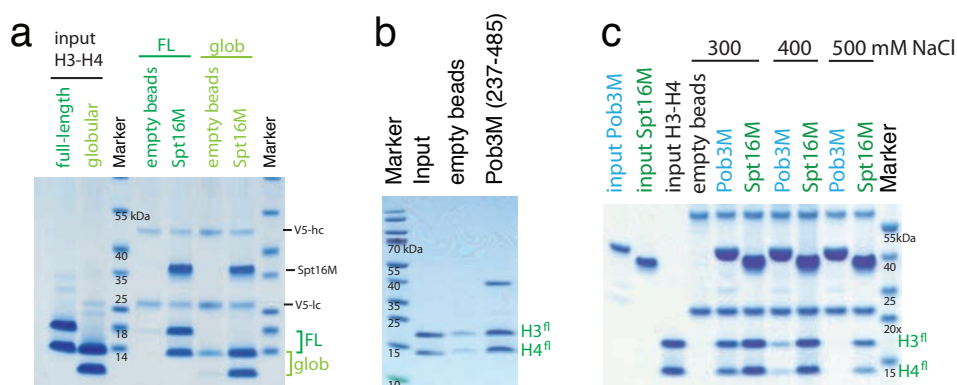 a
input
H3-H4
FL
glob
full-length
globular
Marker
empty beads
Spt16M
empty beads
Spt16M
Marker
55 kDa
40
35
25
18
14
V5-hc
Spt16M
V5-lc
FL
glob
b
Marker
Input
empty beads
Pob3M (237-485)
70 kDa
55
40
35
25
15
10
H3fl
H4fl
c
300
400
500 mM NaCl
input Pob3M
input Spt16M
input H3-H4
empty beads
Pob3M
Spt16M
Pob3M
Spt16M
Pob3M
Spt16M
Marker
55kDa
40
25
20x
15
H3fl
H4fl